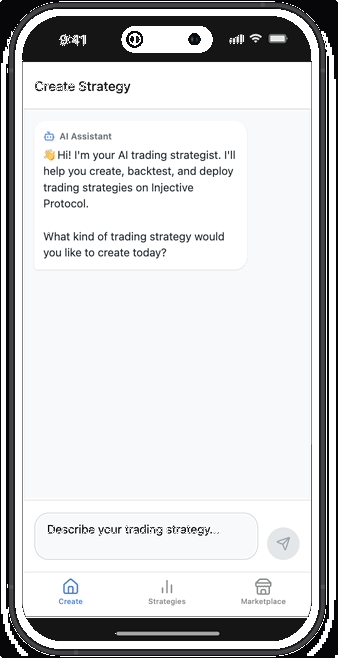 9:41
Create Strategy
AI Assistant
👋Hi! I'm your AI trading strategist. I'll
help you create, backtest, and deploy
trading strategies on Injective
Protocol.
What kind of trading strategy would
you like to create today?
Describe your trading strategy...
Create
Strategies
Marketplace